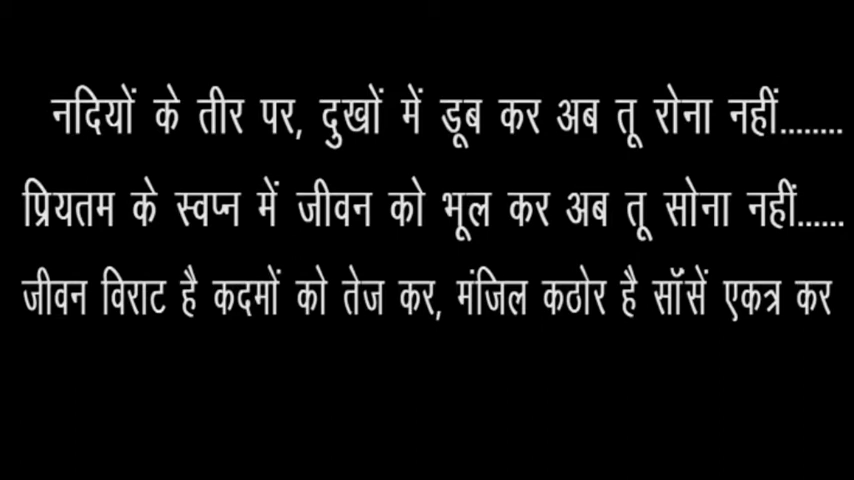 नदियों के तीर पर, दुखों में डूब कर अब तू रोना नहीं........
प्रियतम के स्वप्न में जीवन को भूल कर अब तू सोना नहीं......
जीवन विराट है कदमों को तेज कर, मंजिल कठोर है सॉसें एकत्र कर